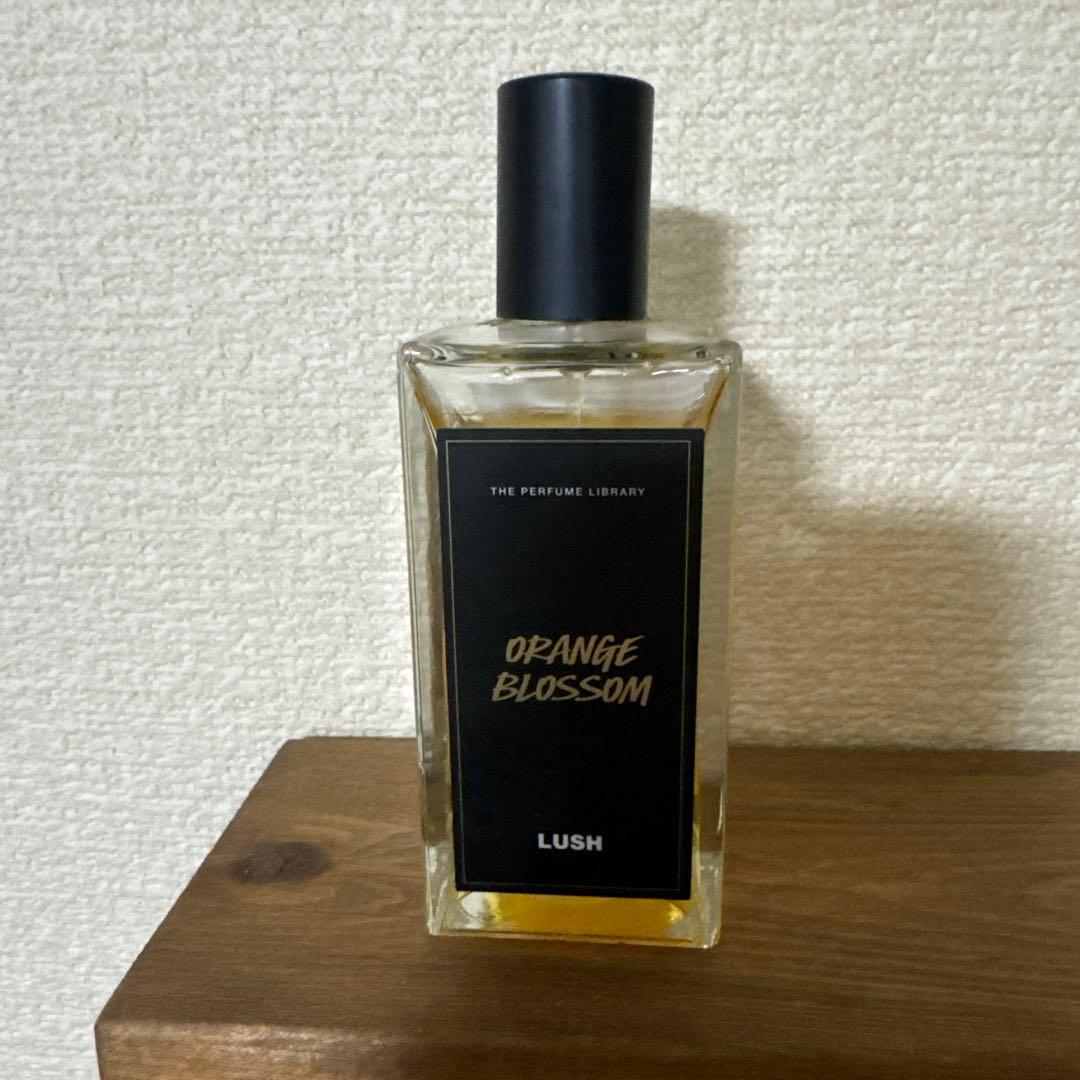 THE PERFUME LIBRARY
ORANGE
BLOSSOM
LUSH